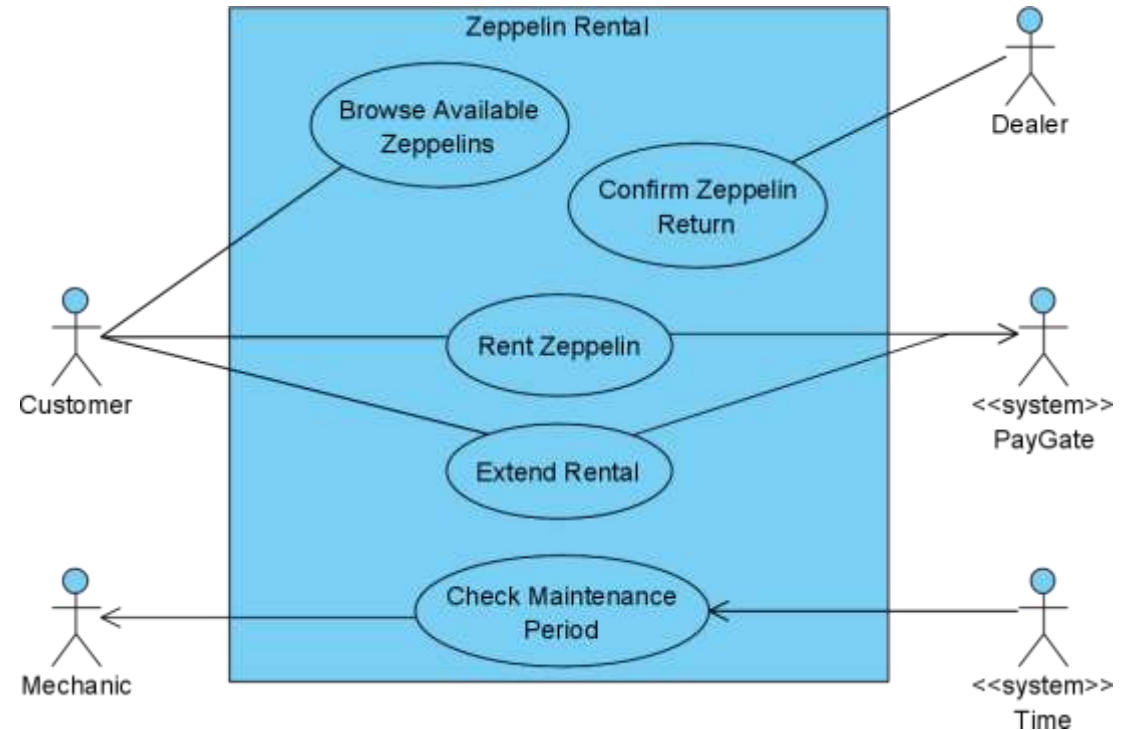 Zeppelin Rental
Browse Available
Zeppelins
Dealer
Confirm Zeppelin
Return
Rent Zeppelin
Customer
<<system>>
PayGate
Extend Rental
Check Maintenance
Period
Mechanic
<<system>>
Time